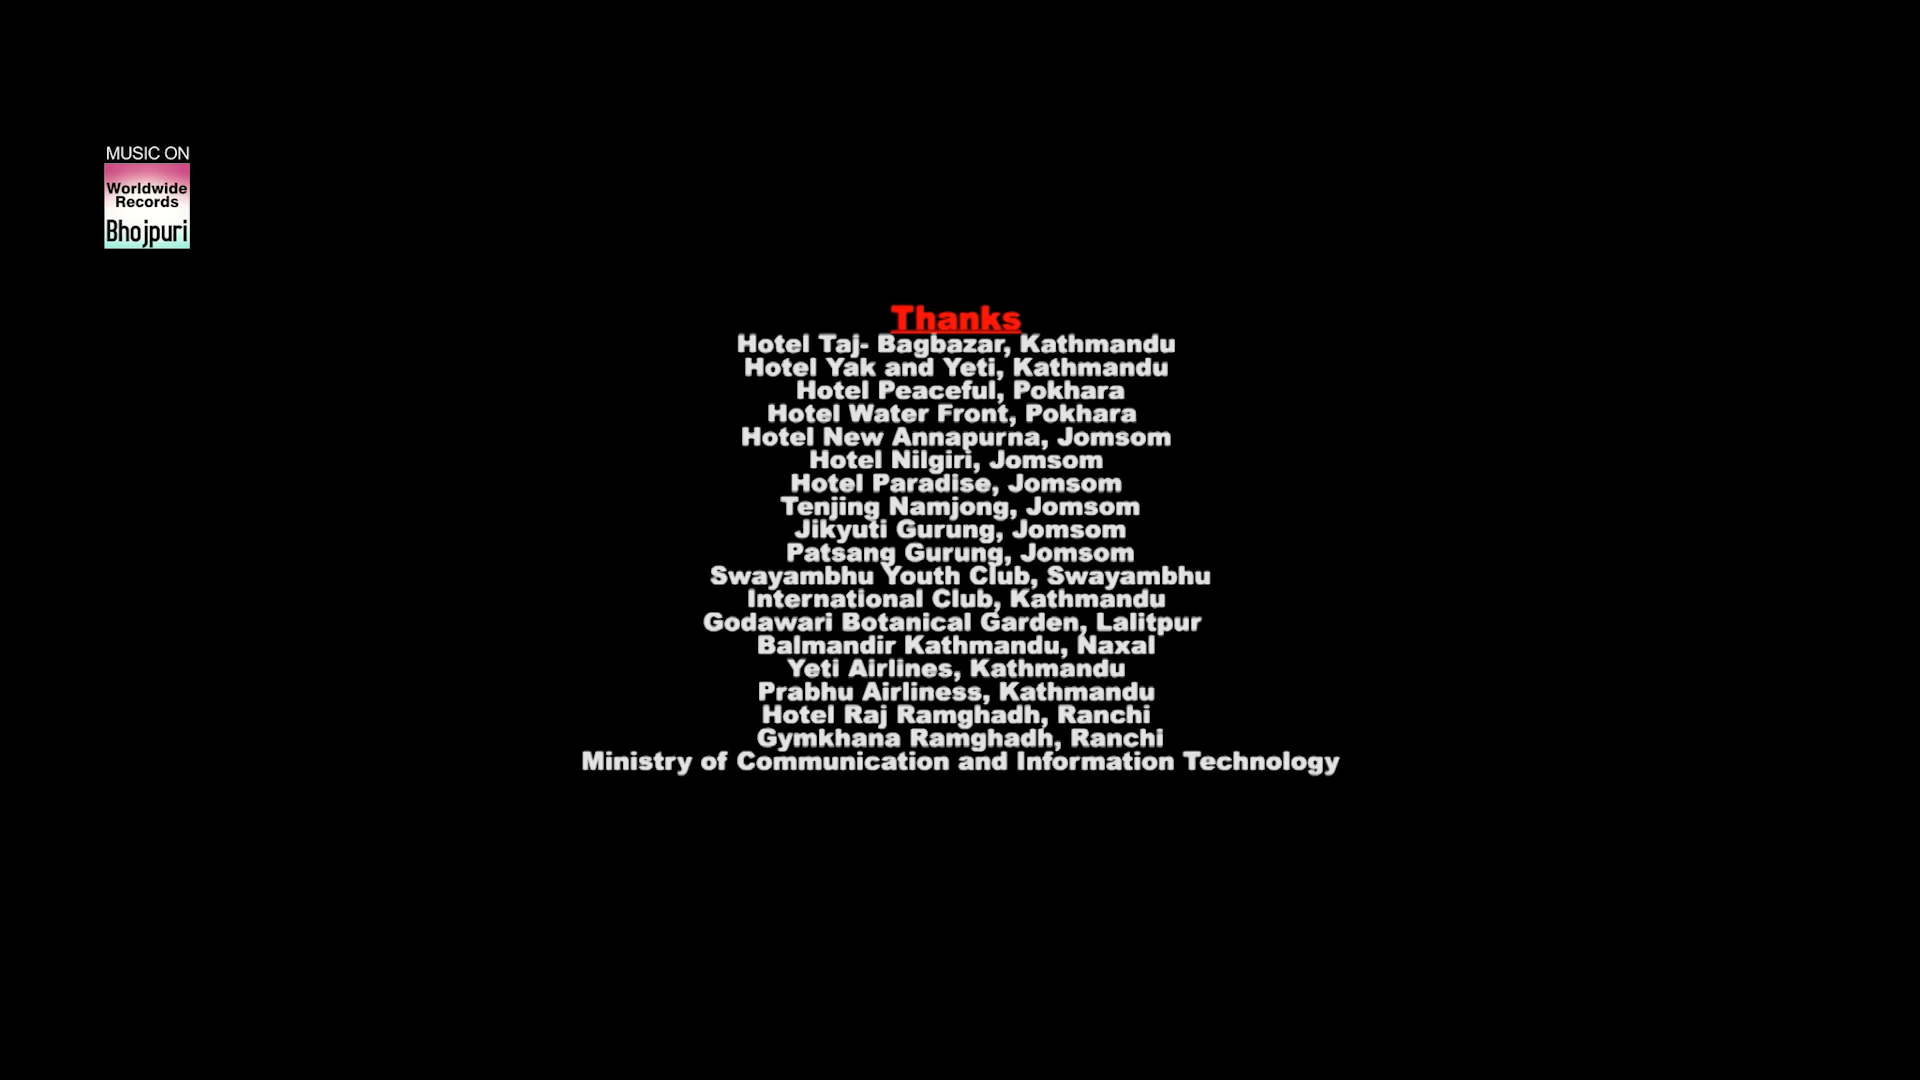 MUSIC ON
Worldwide
Records
Bhojpuri
Thanks
Hotel Taj- Bagbazar, Kathmandu
Hotel Yak and Yeti, Kathmandu
Hotel Peaceful, Pokhara
Hotel Water Front, Pokhara
Hotel New Annapurna, Jomsom
Hotel Nilgiri, Jomsom
Hotel Paradise, Jomsom
Tenjing Namjong, Jomsom
Jikyuti Gurung, Jomsom
Patsang Gurung, Jomsom
Swayambhu Youth Club, Swayambhu
International Club, Kathmandu
Godawari Botanical Garden, Lalitpur
Balmandir Kathmandu, Naxal
Yeti Airlines, Kathmandu
Prabhu Airliness, Kathmandu
Hotel Raj Ramghadh, Ranchi
Gymkhana Ramghadh, Ranchi
Ministry of Communication and Information Technology